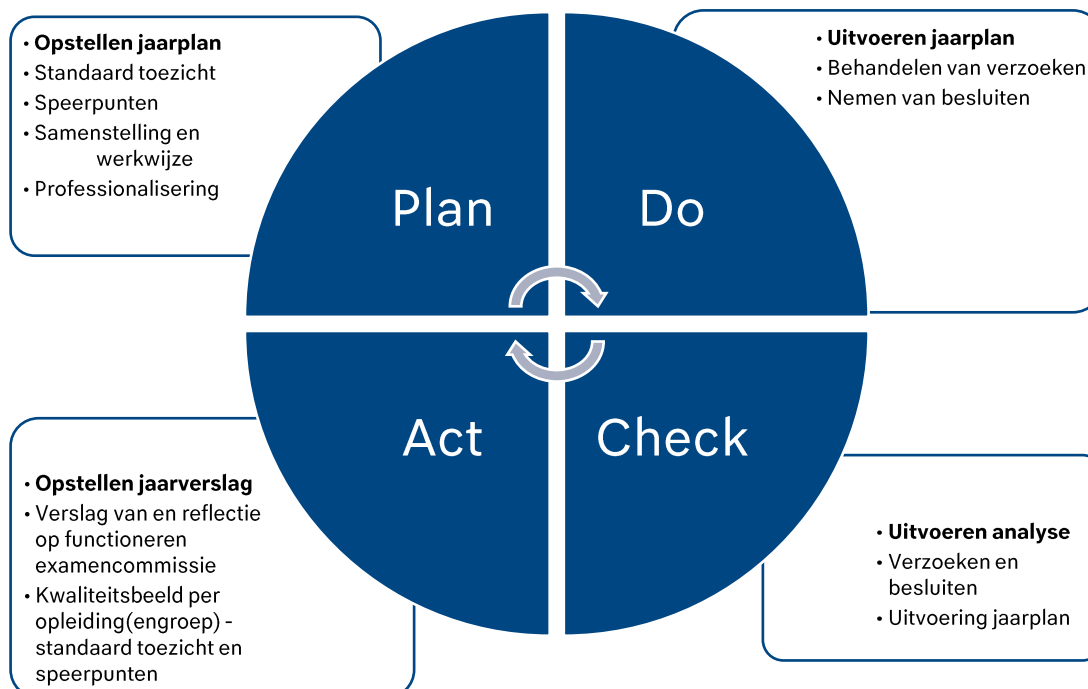 • Opstellen jaarplan
• Standaard toezicht
• Speerpunten
• Samenstelling en
werkwijze
• Professionalisering
Plan
• Uitvoeren jaarplan
• Behandelen van verzoeken
• Nemen van besluiten
Do
• Opstellen jaarverslag
• Verslag van en reflectie
op functioneren
examencommissie
• Kwaliteitsbeeld per
opleiding(engroep) -
standaard toezicht en
speerpunten
Act
Check
• Uitvoeren analyse
• Verzoeken en
besluiten
• Uitvoering jaarplan